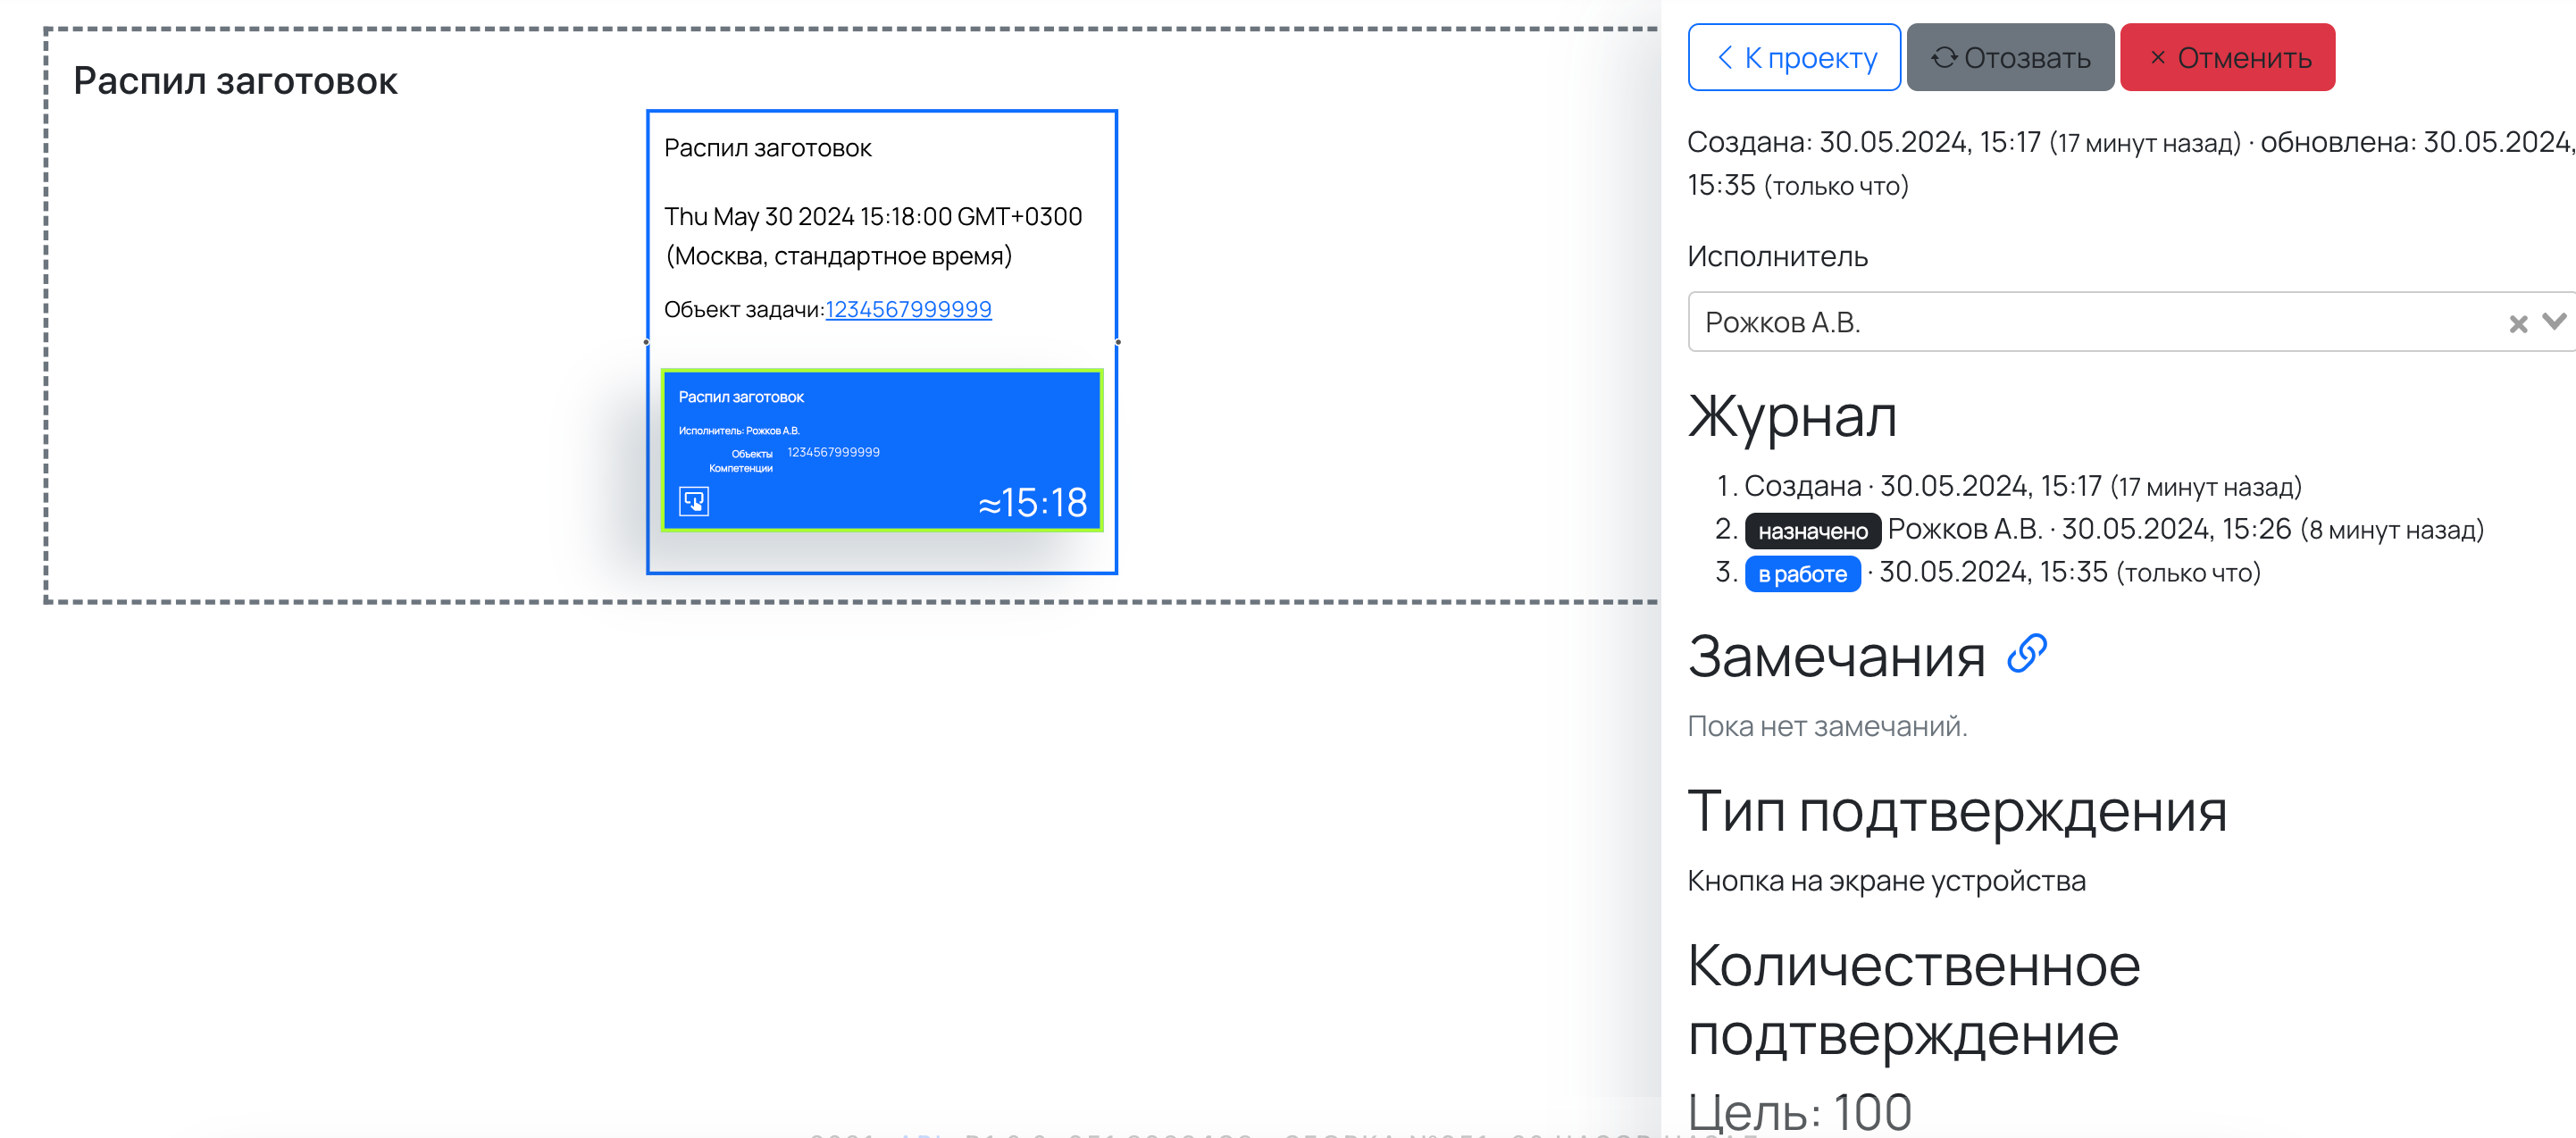 Распил заготовок
Распил заготовок
Thu May 30 2024 15:18:00 GMT+0300
(Москва, стандартное время)
Объект задачи:1234567999999
Распил заготовок
Исполнитель: Рожков А.В.
Объекты 1234567999999
Компетенции
≈15:18
К проекту
Отозвать
× Отменить
Создана: 30.05.2024, 15:17 (17 минут назад) · обновлена: 30.05.2024,
15:35 (только что)
Исполнитель
Рожков А.В.
Журнал
1. Создана · 30.05.2024, 15:17 (17 минут назад)
2. назначено Рожков А.В. · 30.05.2024, 15:26 (8 минут назад)
3. в работе · 30.05.2024, 15:35 (только что)
Замечания
Пока нет замечаний.
Тип подтверждения
Кнопка на экране устройства
Количественное
подтверждение
Цель: 100